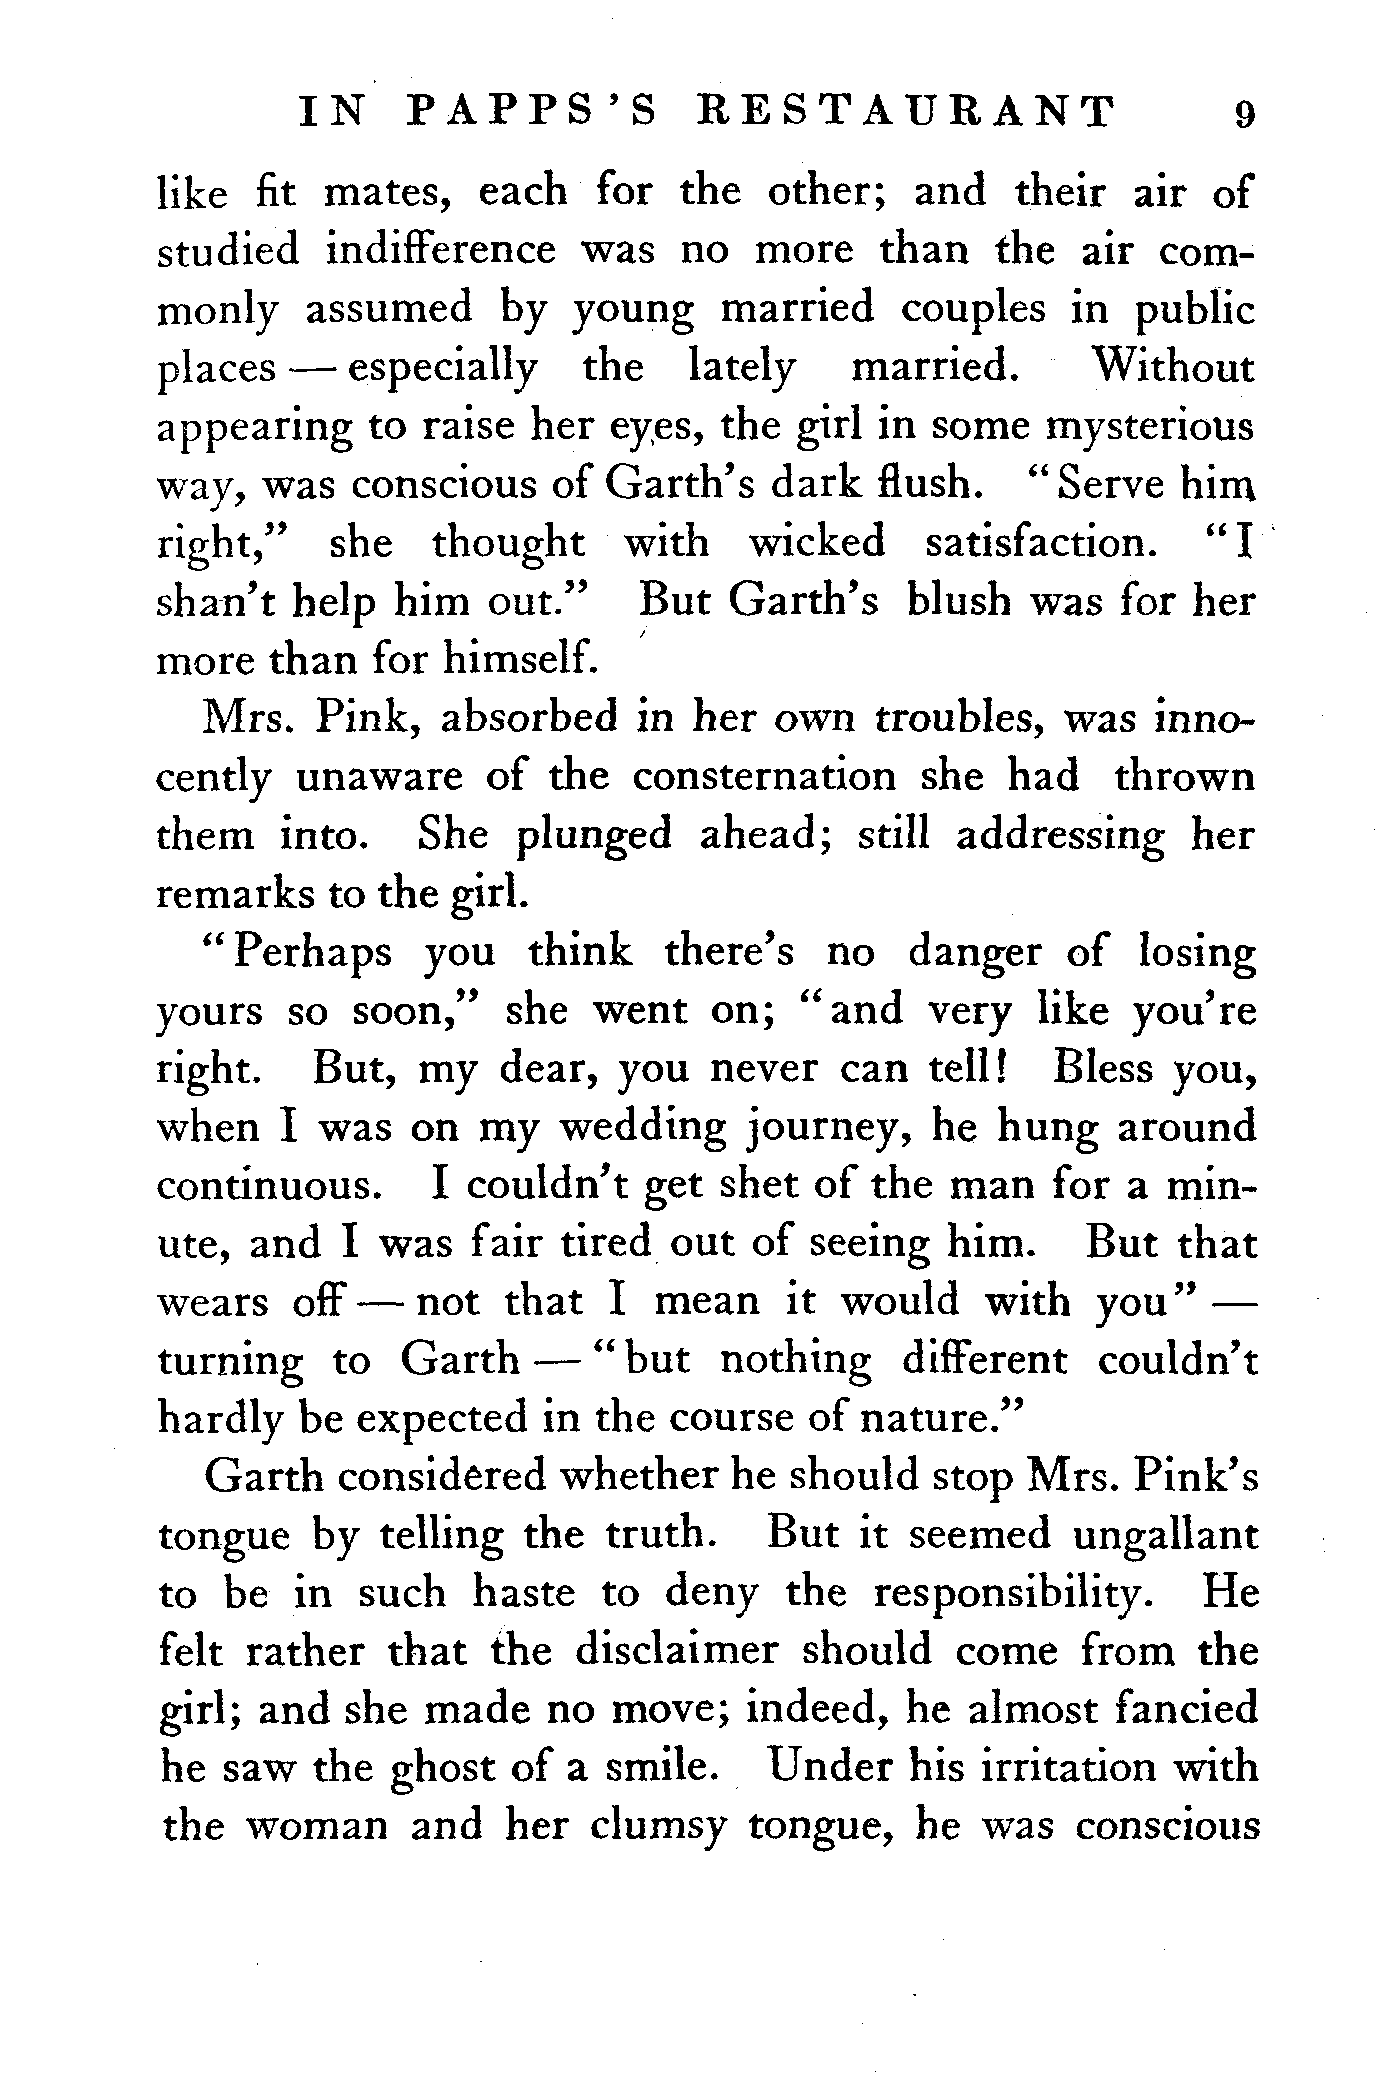 IN PAPPS'S RESTAURANT 9
like fit mates, each for the other; and their air of
studied indifference was no more than the air com-
monly assumed by young married couples in public
places — especially the lately married. Without
appearing to raise her eyes, the girl in some mysterious
way, was conscious of Garth's dark flush. "Serve him
right," she thought with wicked satisfaction. "I
shan't help him out." But Garth's blush was for her
more than for himself.
Mrs. Pink, absorbed in her own troubles, was inno-
cently unaware of the consternation she had thrown
them into. She plunged ahead; still addressing her
remarks to the girl.
"Perhaps you think there's no danger of losing
yours so soon," she went on; "and very like you're
right. But, my dear, you never can tell! Bless you,
when I was on my wedding journey, he hung around
continuous. I couldn't get shet of the man for a min-
ute, and I was fair tired out of seeing him. But that
wears off — not that I mean it would with you" —
turning to Garth — "but nothing different couldn't
hardly be expected in the course of nature."
Garth considered whether he should stop Mrs. Pink's
tongue by telling the truth. But it seemed ungallant
to be in such haste to deny the responsibility. He
felt rather that the disclaimer should come from the
girl; and she made no move; indeed, he almost fancied
he saw the ghost of a smile. Under his irritation with
the woman and her clumsy tongue, he was conscious